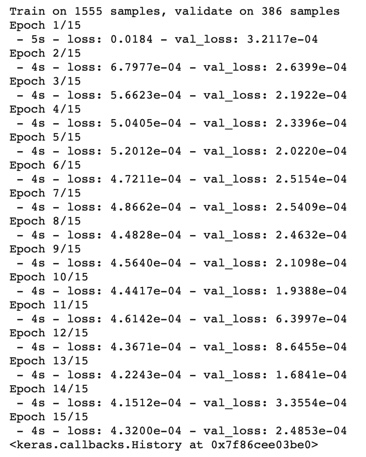 Train on 1555 samples, validate on 386 samples
Epoch 1/15
 - 5s - loss: 0.0184 - val_loss: 3.2117e-04
Epoch 2/15
 - 4s - loss: 6.7977e-04 - val_loss: 2.6399e-04
Epoch 3/15
 - 4s - loss: 5.6623e-04 - val_loss: 2.1922e-04
Epoch 4/15
 - 4s - loss: 5.0405e-04 - val_loss: 2.3396e-04
Epoch 5/15
 - 4s - loss: 5.2012e-04 - val_loss: 2.0220e-04
Epoch 6/15
 - 4s - loss: 4.7211e-04 - val_loss: 2.5154e-04
Epoch 7/15
 - 4s - loss: 4.8662e-04 - val_loss: 2.5409e-04
Epoch 8/15
 - 4s - loss: 4.4828e-04 - val_loss: 2.4632e-04
Epoch 9/15
 - 4s - loss: 4.5640e-04 - val_loss: 2.1098e-04
Epoch 10/15
 - 4s - loss: 4.4417e-04 - val_loss: 1.9388e-04
Epoch 11/15
 - 4s - loss: 4.6142e-04 - val_loss: 6.3997e-04
Epoch 12/15
 - 4s - loss: 4.3671e-04 - val_loss: 8.6455e-04
Epoch 13/15
 - 4s - loss: 4.2243e-04 - val_loss: 1.6841e-04
Epoch 14/15
 - 4s - loss: 4.1512e-04 - val_loss: 3.3554e-04
Epoch 15/15
 - 4s - loss: 4.3200e-04 - val_loss: 2.4853e-04
<keras.callbacks.History at 0x7f86cee03be0>